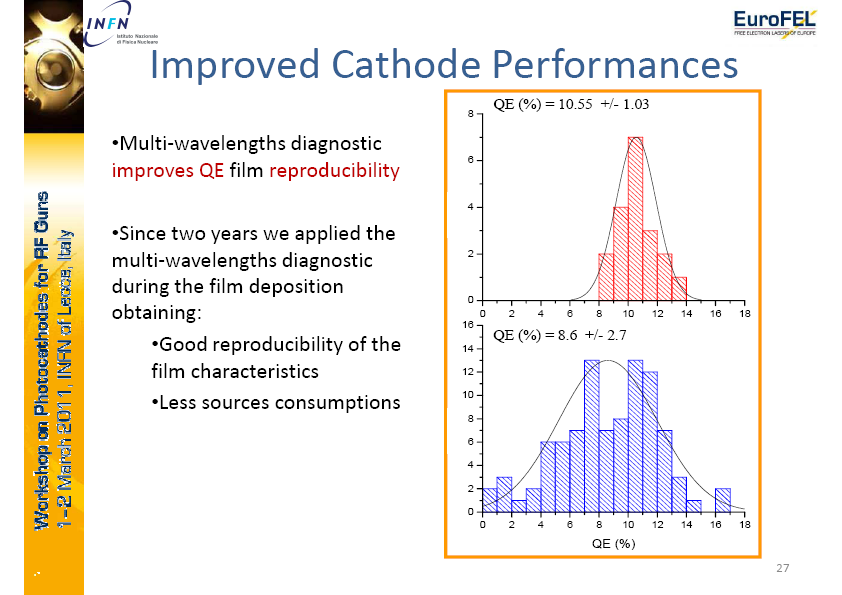 INFN
Istituto Nazionale
di Fisica Nucleare
EuroFEL
FREE ELECTRON LASERS OF EUROPE
Improved Cathode Performances
•Multi-wavelengths diagnostic
improves QE film reproducibility
•Since two years we applied the
multi-wavelengths diagnostic
during the film deposition
obtaining:
•Good reproducibility of the
film characteristics
•Less sources consumptions
QE (%) = 10.55 +/- 1.03
8
6
4
2
0
0 2 4 6 8 10 12 14 16 18
QE (%) = 8.6 +/- 2.7
16
14
12
10
8
6
4
2
0
0 2 4 6 8 10 12 14 16 18
QE (%)
Workshop on Photocathodes for RF Guns
1-2 March 2011, INFN of Lecce, Italy
27